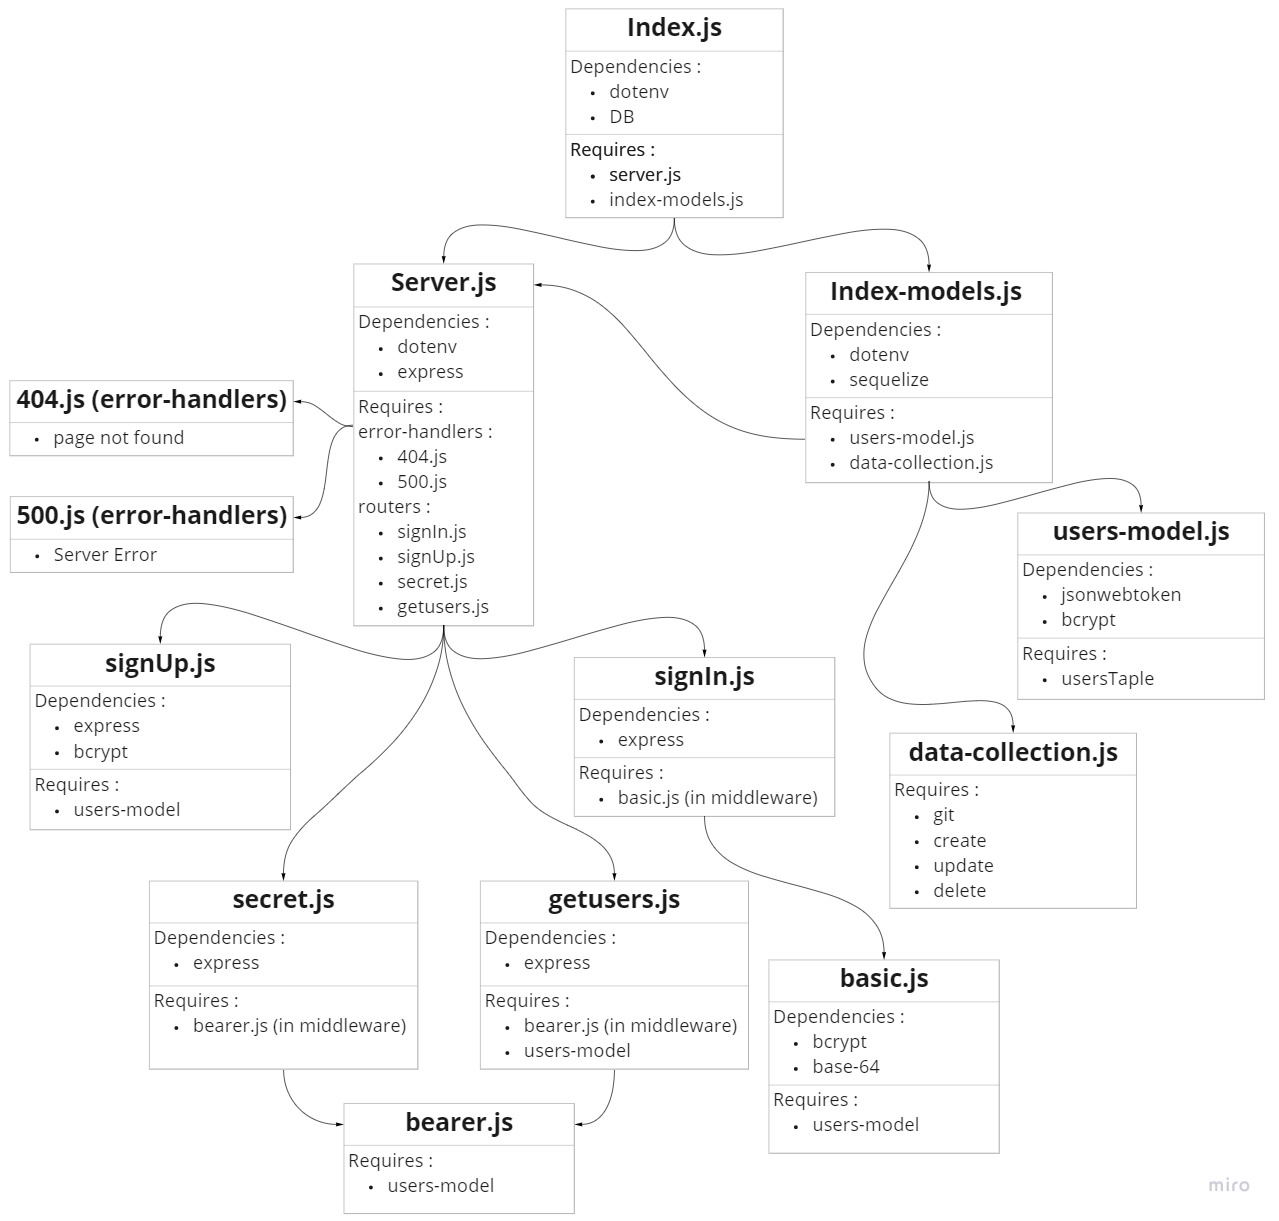 Index.js
Dependencies :
• dotenv
• DB
Requires :
• server.js
• index-models.js
Server.js
Dependencies :
• dotenv
• express
Requires :
error-handlers :
• 404.js
• 500.js
routers :
• signIn.js
• signUp.js
• secret.js
• getusers.js
Index-models.js
Dependencies :
• dotenv
• sequelize
Requires :
• users-model.js
• data-collection.js
404.js (error-handlers)
• page not found
500.js (error-handlers)
• Server Error
users-model.js
Dependencies :
• jsonwebtoken
• bcrypt
Requires :
• usersTaple
signUp.js
Dependencies :
• express
• bcrypt
Requires :
• users-model
signIn.js
Dependencies :
• express
Requires :
• basic.js (in middleware)
data-collection.js
Requires :
• git
• create
• update
• delete
secret.js
Dependencies :
• express
Requires :
• bearer.js (in middleware)
getusers.js
Dependencies :
• express
Requires :
• bearer.js (in middleware)
• users-model
basic.js
Dependencies :
• bcrypt
• base-64
Requires :
• users-model
bearer.js
Requires :
• users-model
miro